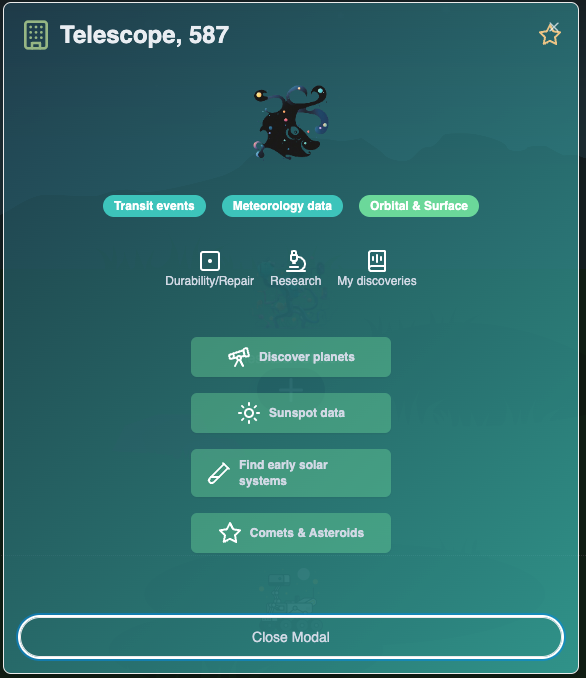 Telescope, 587
Transit events
Meteorology data
Orbital & Surface
Durability/Repair
Research
My discoveries
Discover planets
Sunspot data
Find early solar
systems
Comets & Asteroids
Close Modal